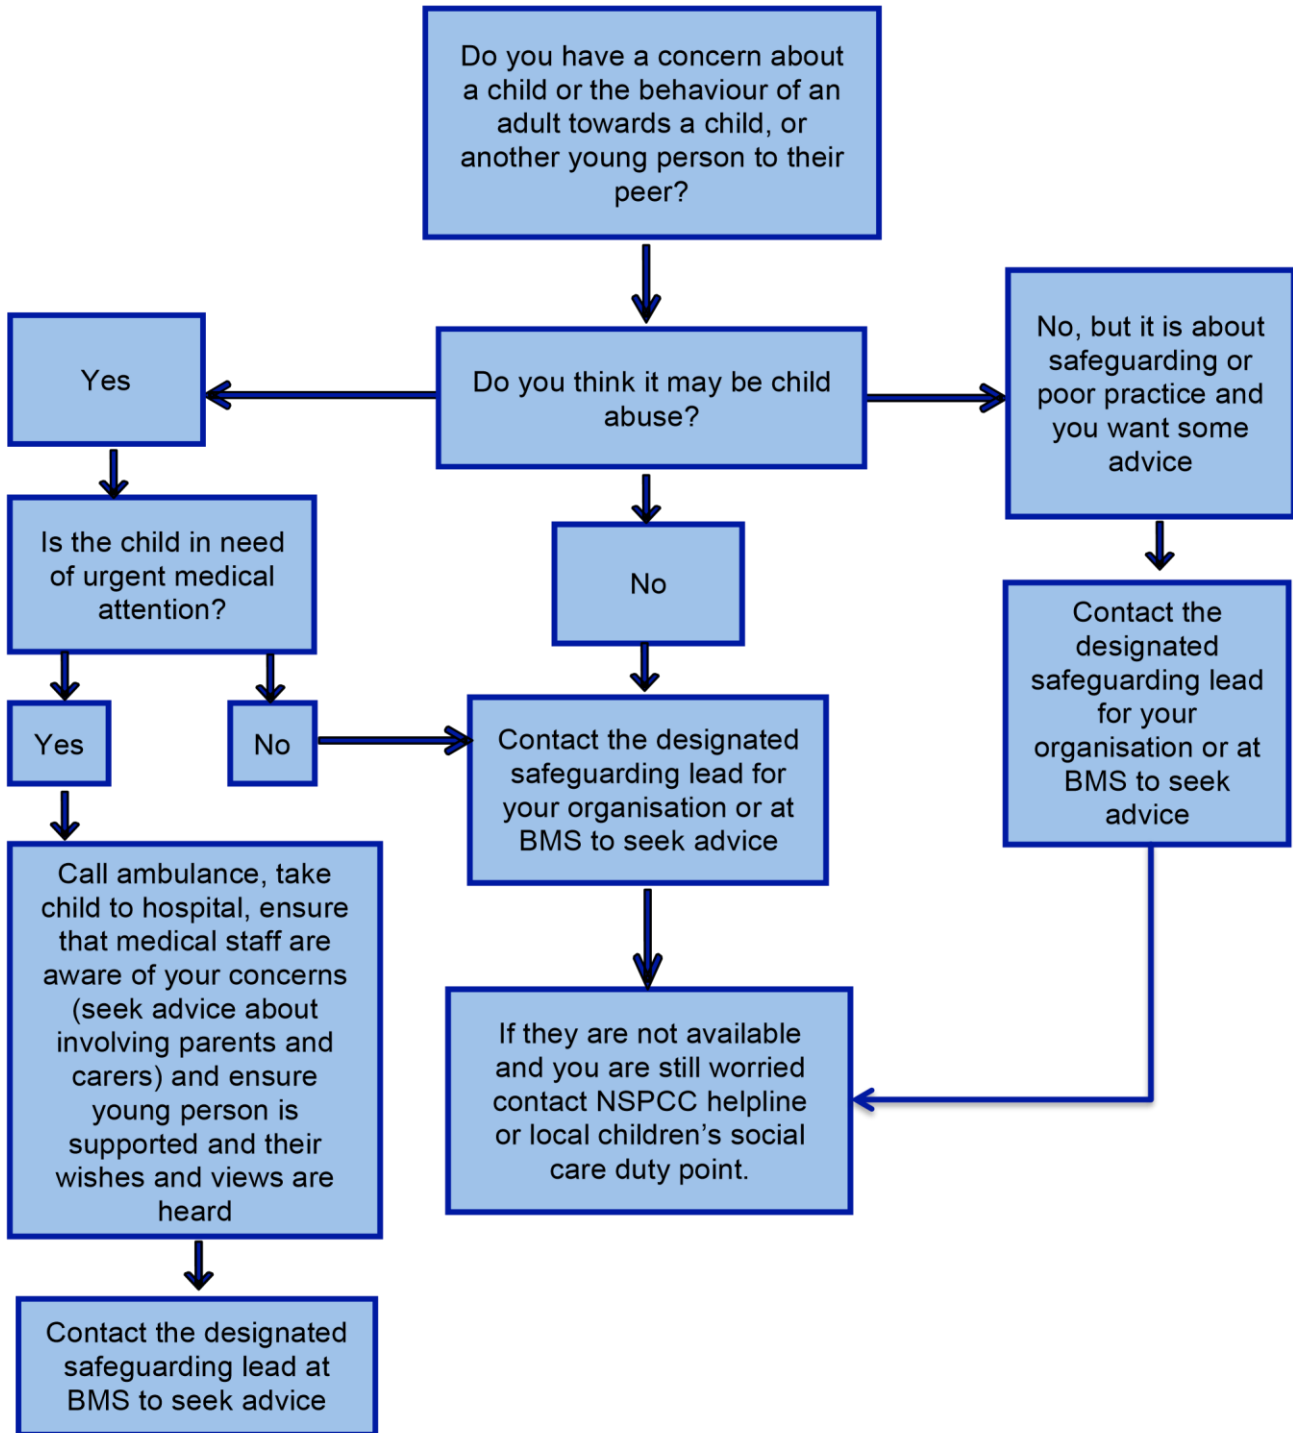 Do you have a concern about
a child or the behaviour of an
adult towards a child, or
another young person to their
peer?
Yes
Do you think it may be child
abuse?
No, but it is about
safeguarding or
poor practice and
you want some
advice
Is the child in need
of urgent medical
attention?
No
Contact the
designated
safeguarding lead
for your
organisation or at
BMS to seek
advice
Yes
No
Contact the designated
safeguarding lead for
your organisation or at
BMS to seek advice
Call ambulance, take
child to hospital, ensure
that medical staff are
aware of your concerns
(seek advice about
involving parents and
carers) and ensure
young person is
supported and their
wishes and views are
heard
If they are not available
and you are still worried
contact NSPCC helpline
or local children’s social
care duty point.
Contact the designated
safeguarding lead at
BMS to seek advice